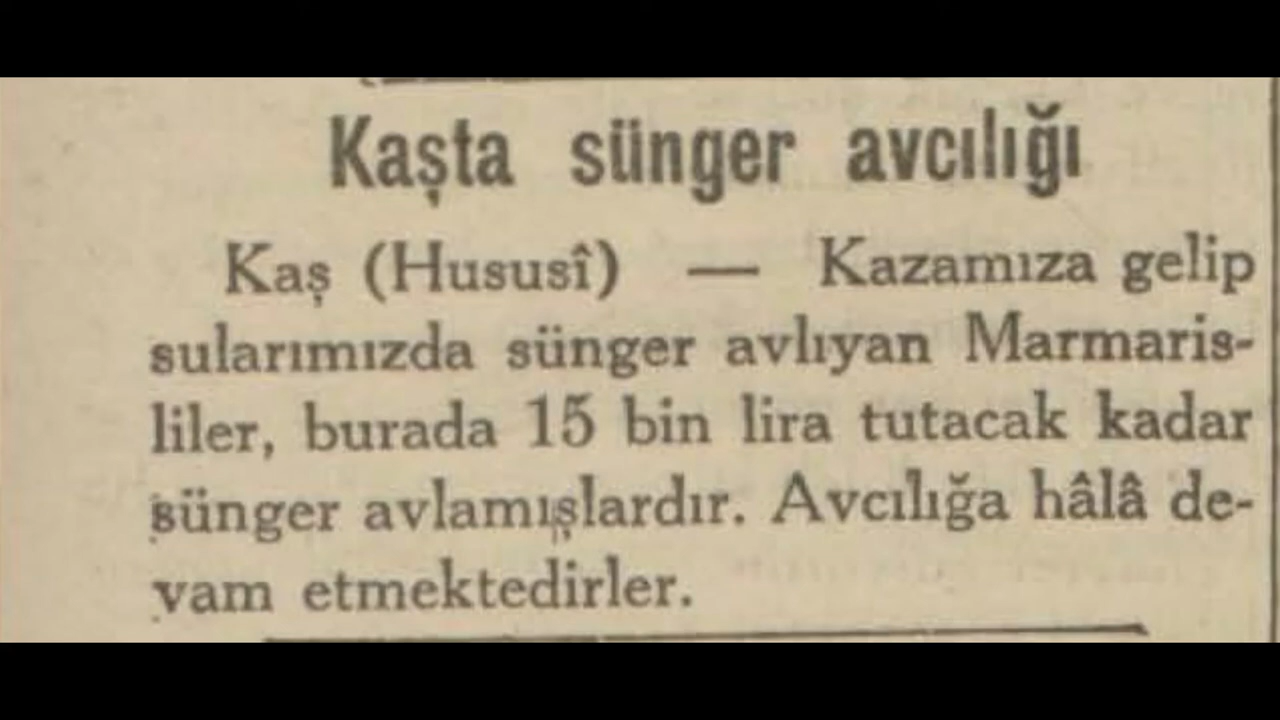 Kaşta sünger avcılığı
Kaş (Hususî) — Kazamıza gelip
sularımızda sünger avlıyan Marmaris-
liler, burada 15 bin lira tutacak kadar
sünger avlamışlardır. Avcılığa hâlâ de-
vam etmektedirler.